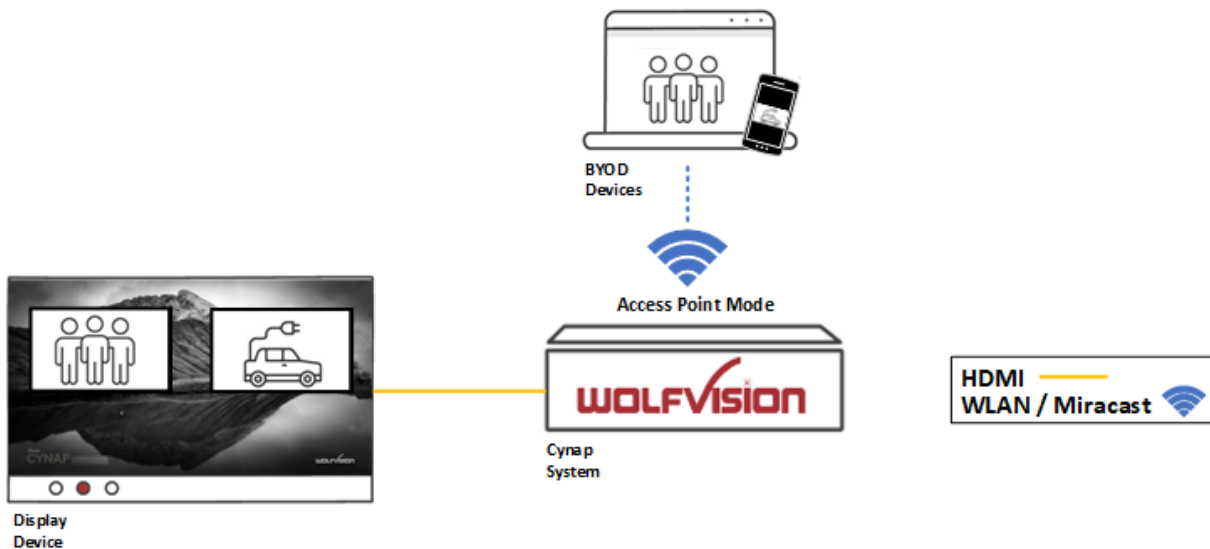 BYOD
Devices
Access Point Mode
WOLFVISION
Cynap
System
HDMI
WLAN / Miracast
CYNAP
WOLFVISION
Display
Device